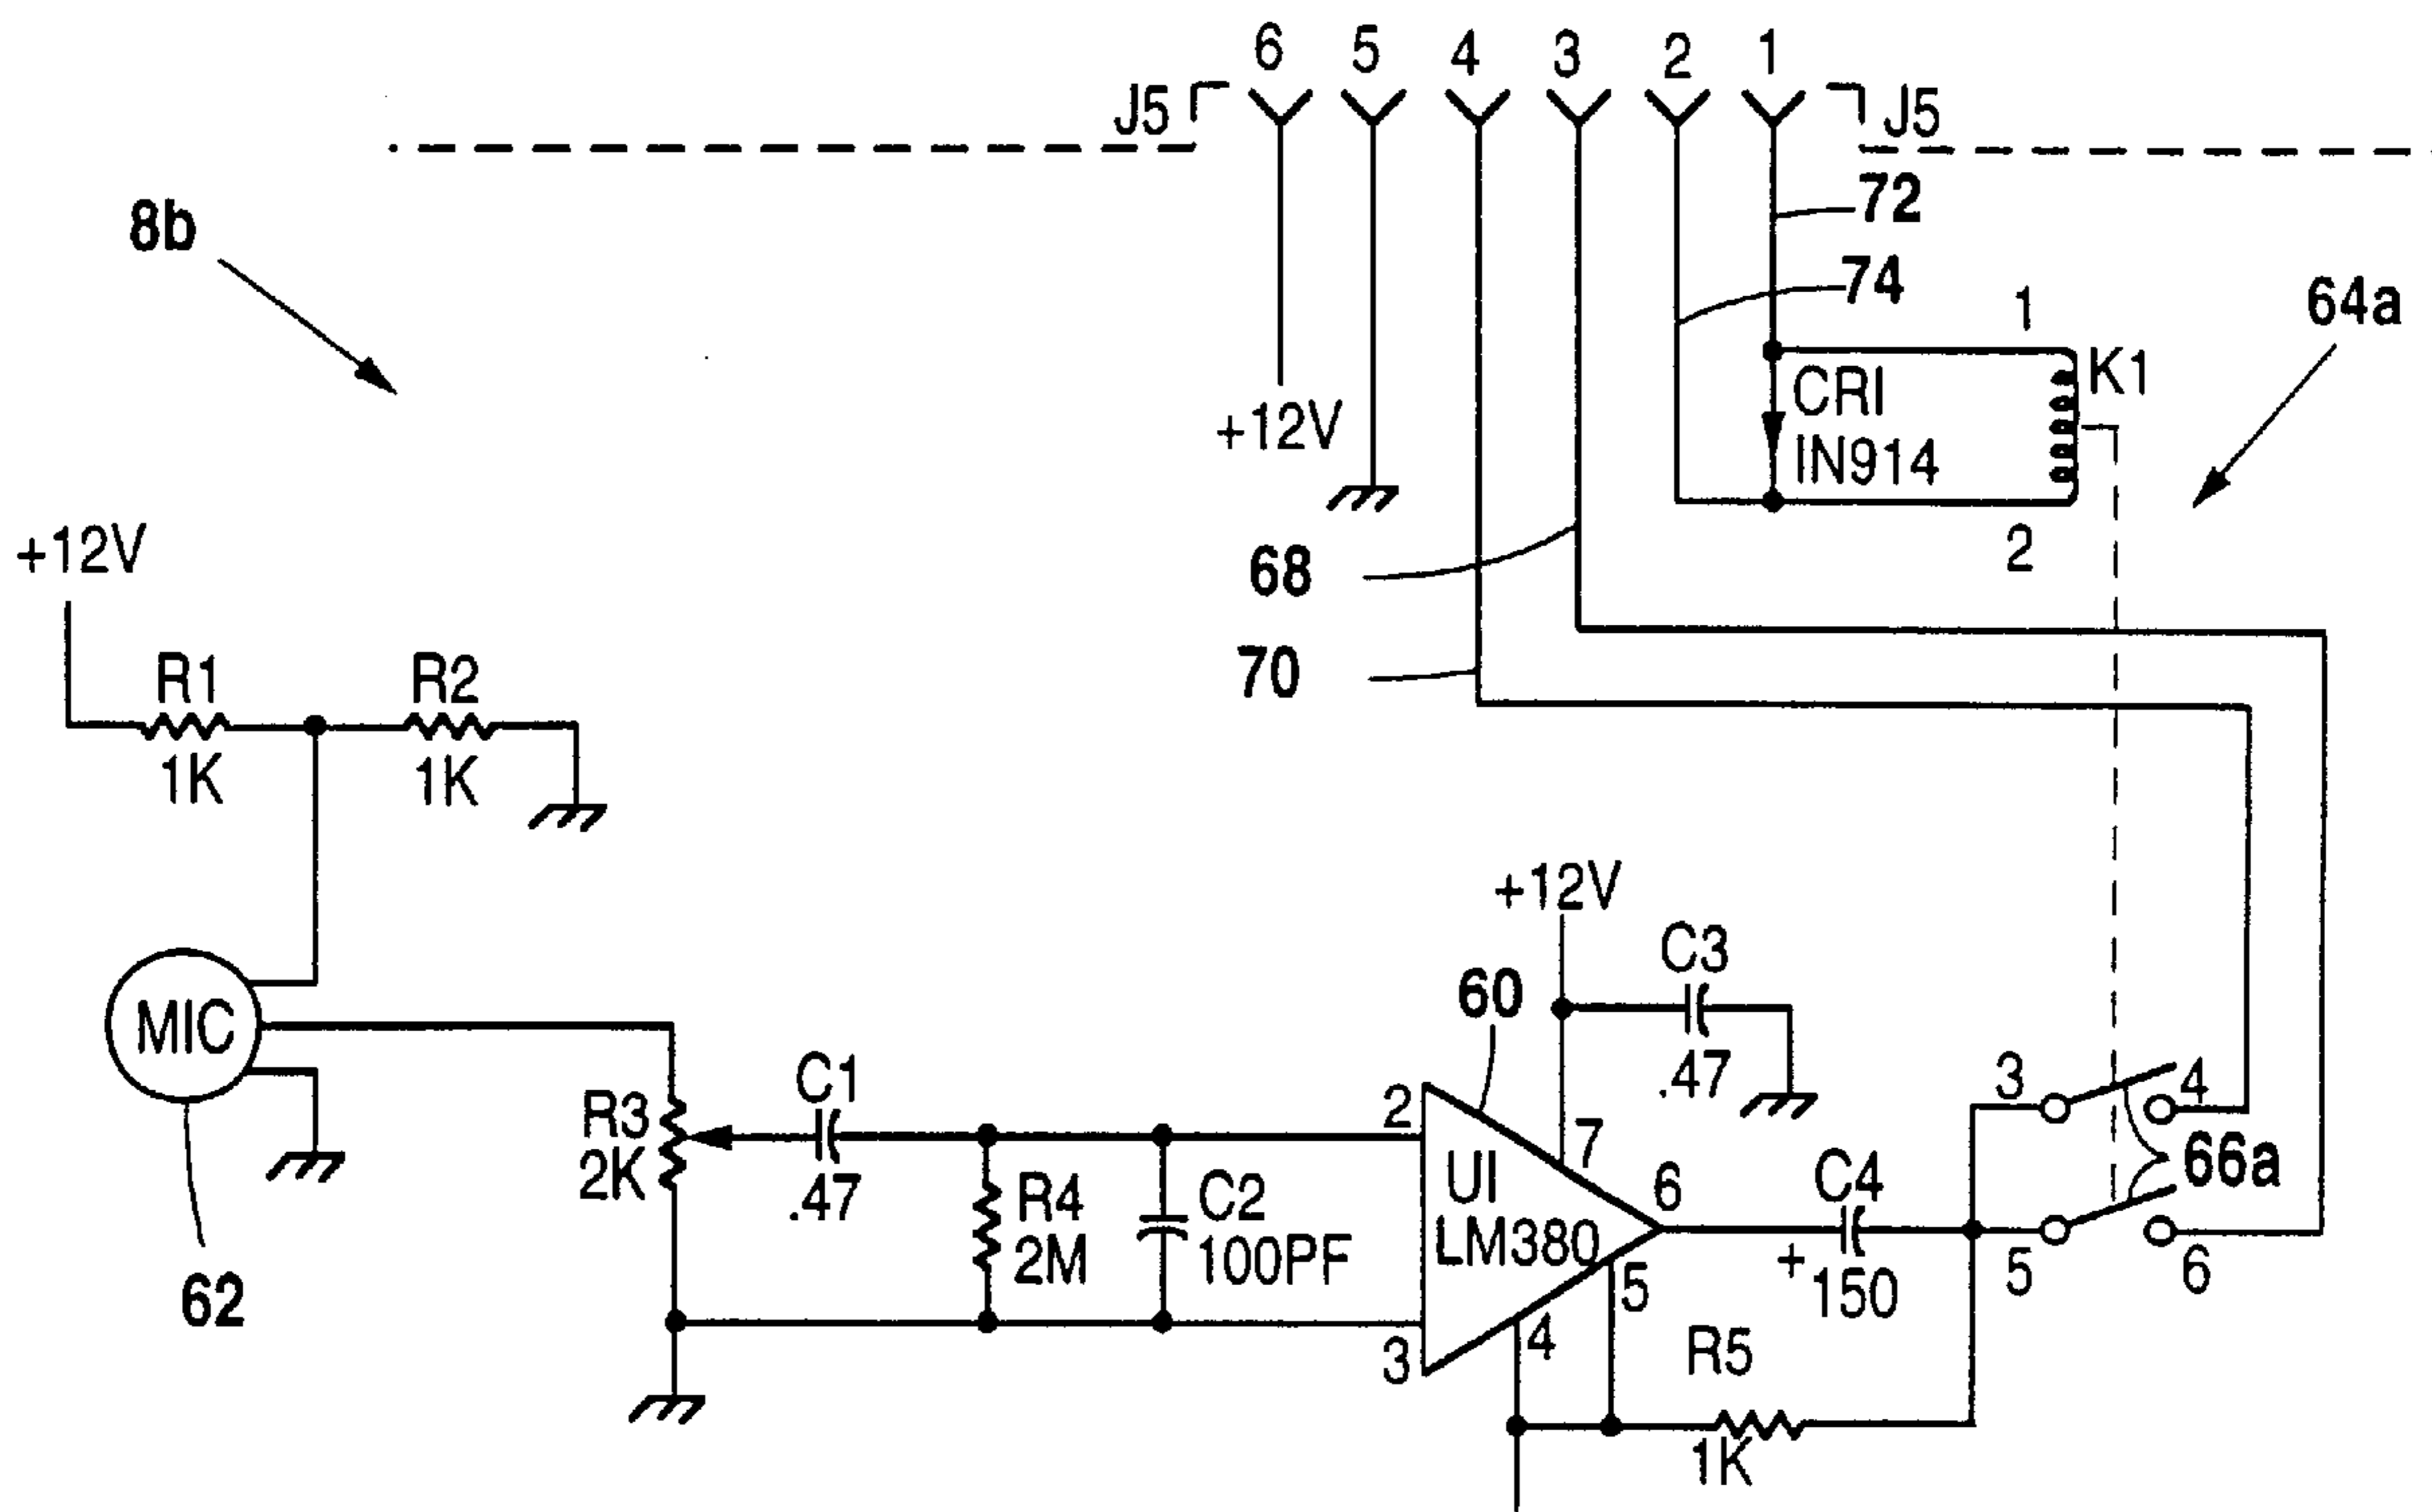 6 5 4 3 2 1
J5 J5
8b
72
74
64a
1
K1
CRI
IN914
+12V
2
+12V
68
70
R1
1K
R2
1K
+12V
C3
.47
60
MIC
62
R3
2K
C1
.47
R4
2M
C2
100PF
2
3
UI
LM380
7
6
5
4
C4
+
150
3
4
66a
5
6
R5
1K